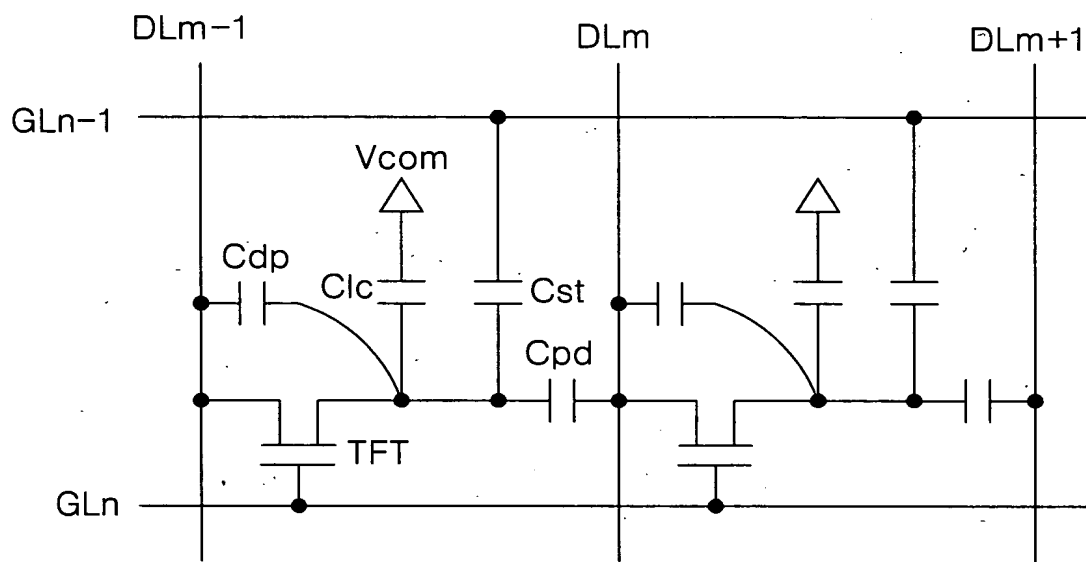 DLm-1
DLm
DLm+1
GLn-1
Vcom
Cdp
Clc
Cst
Cpd
TFT
GLn